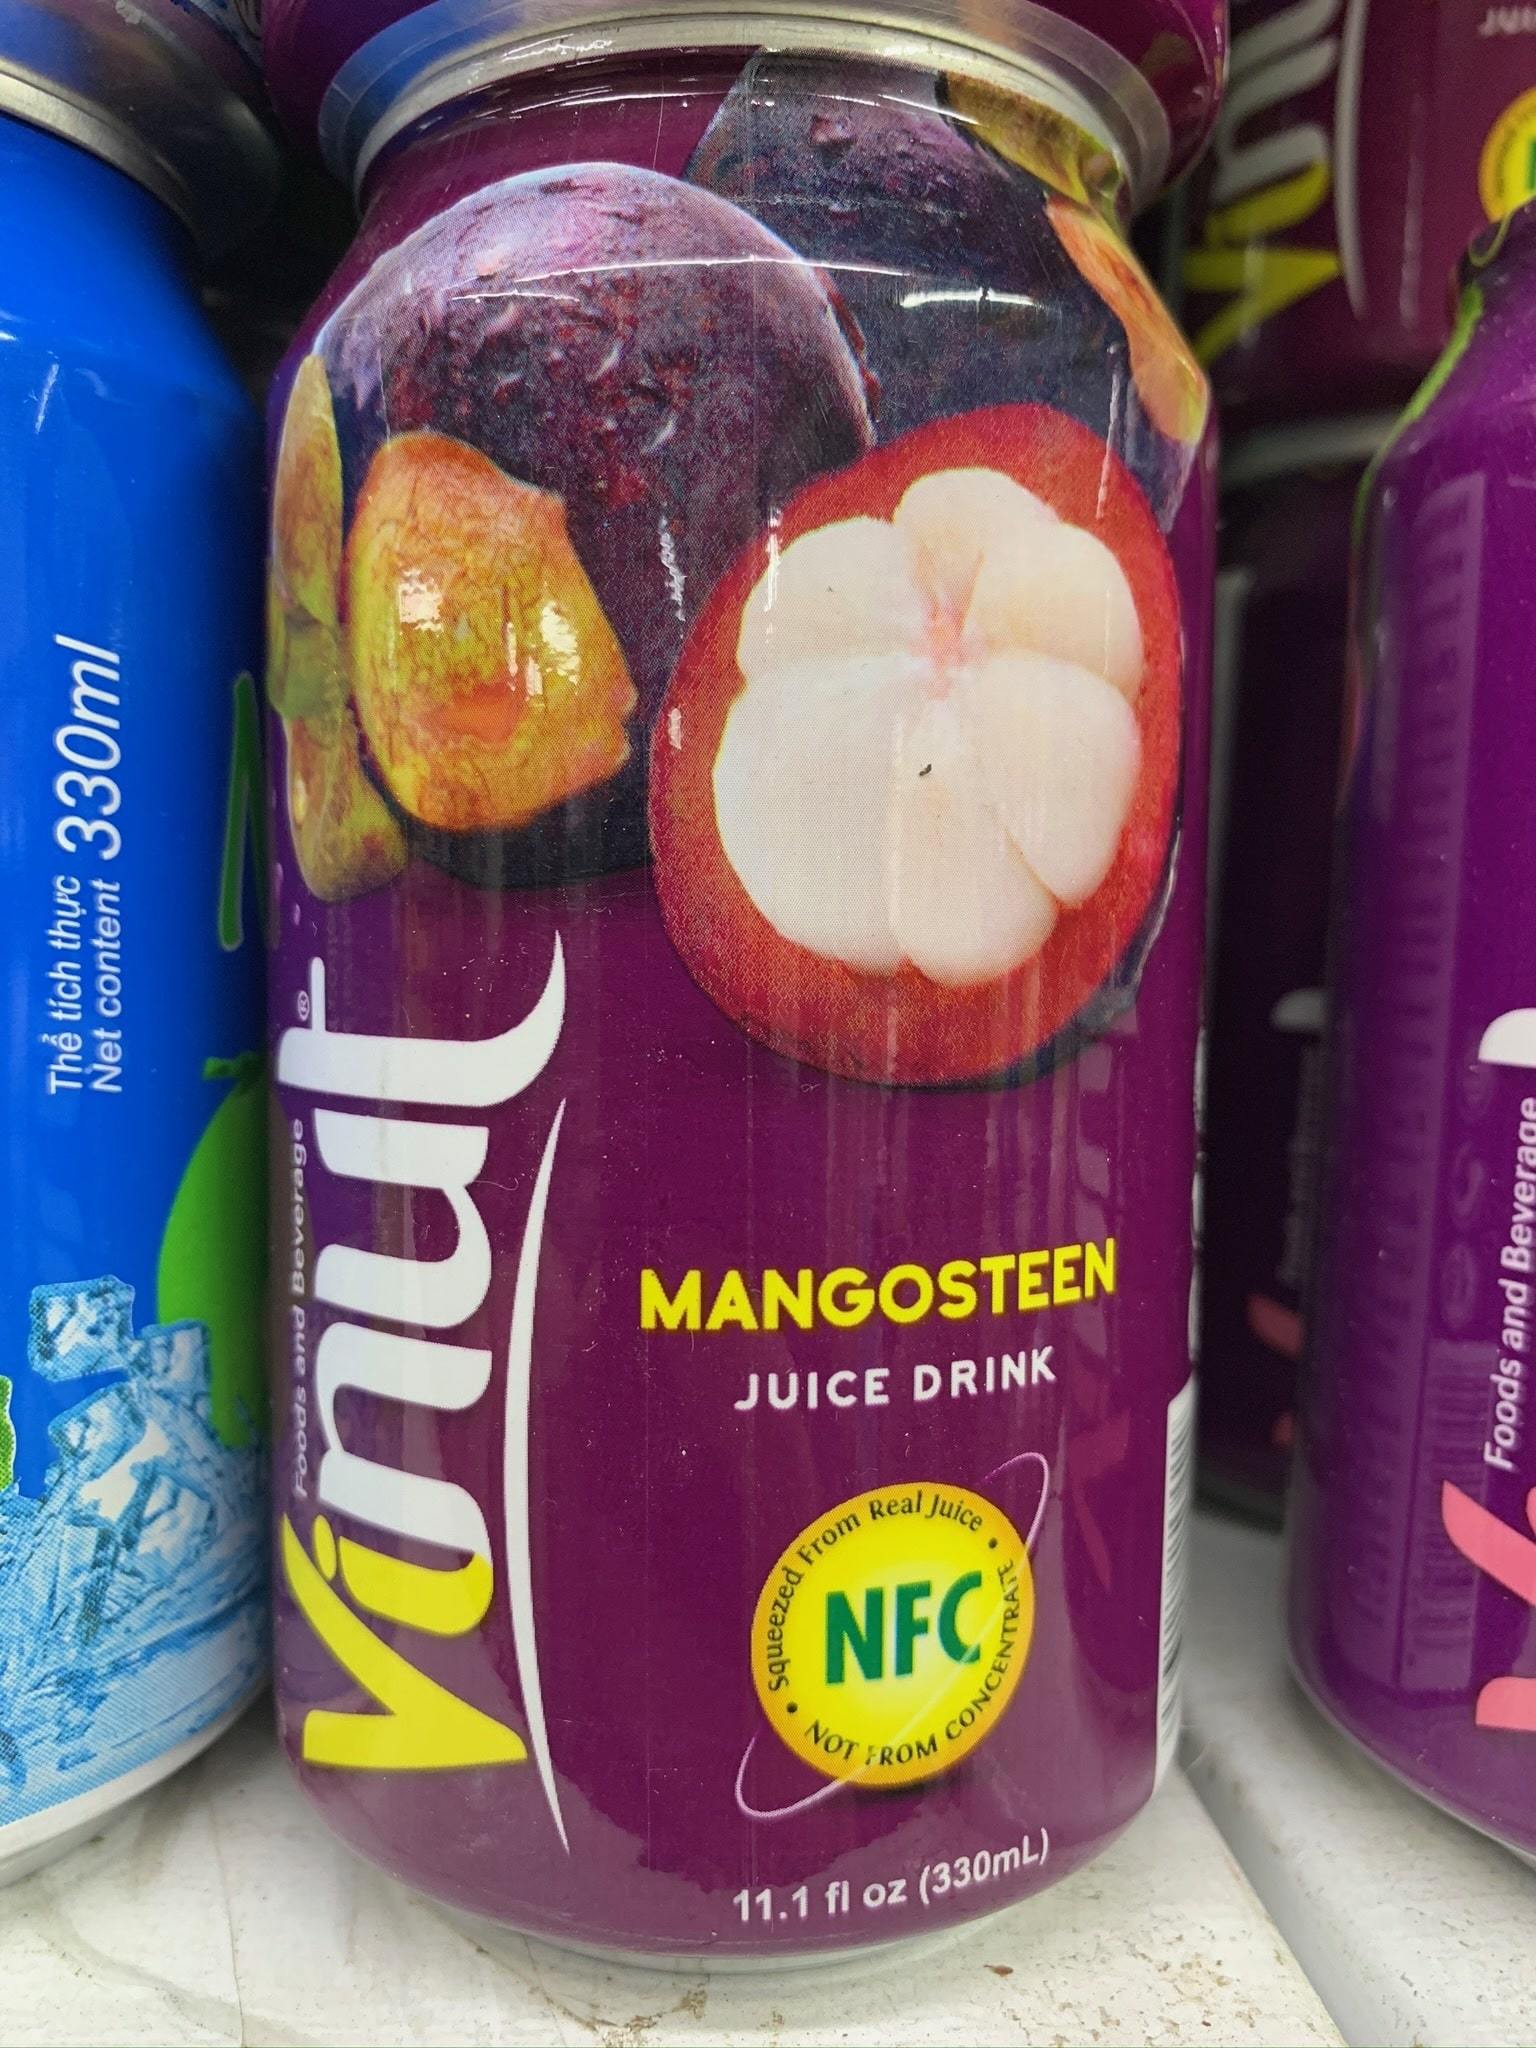 Thể tích thực 330ml
Net content
Vinut®
Foods and Beverage
MANGOSTEEN
JUICE DRINK
Squeezed From Real Juice
NFC
NOT FROM CONCENTRATE
11.1 fl oz (330mL)
Foods and Beverage